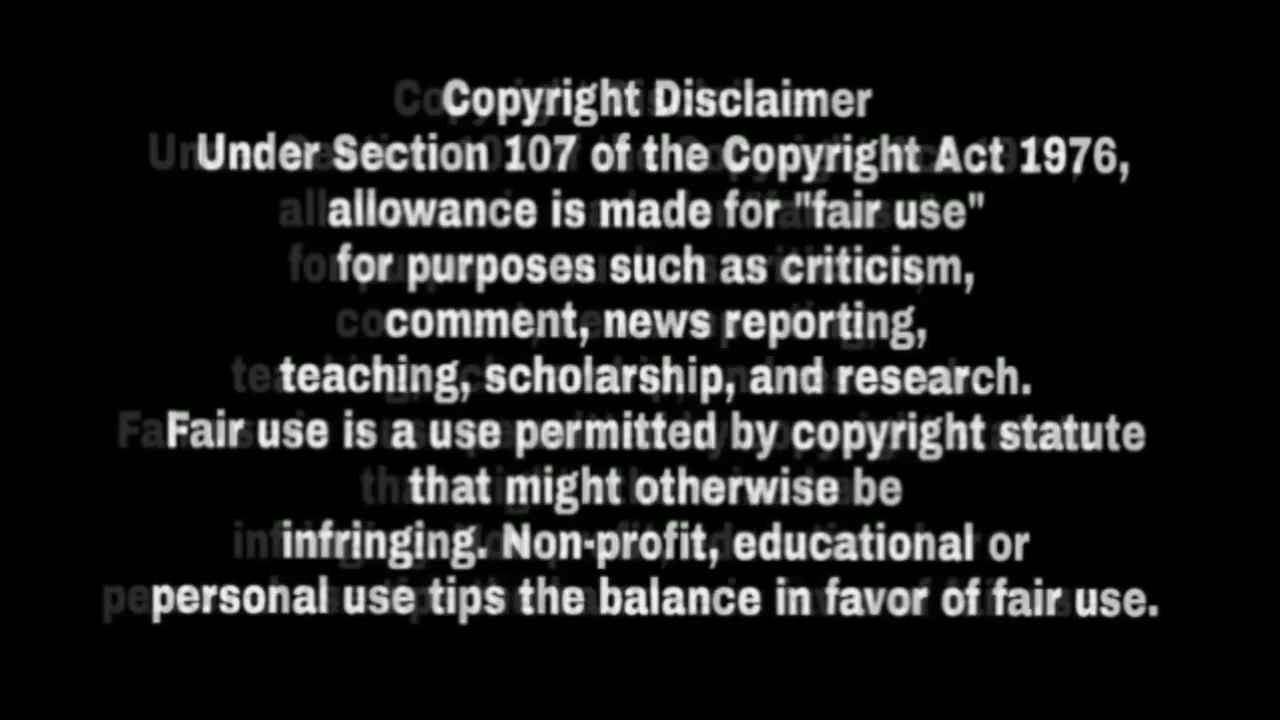 Copyright Disclaimer
Under Section 107 of the Copyright Act 1976,
allowance is made for "fair use"
for purposes such as criticism,
comment, news reporting,
teaching, scholarship, and research.
Fair use is a use permitted by copyright statute
that might otherwise be
infringing. Non-profit, educational or
personal use tips the balance in favor of fair use.